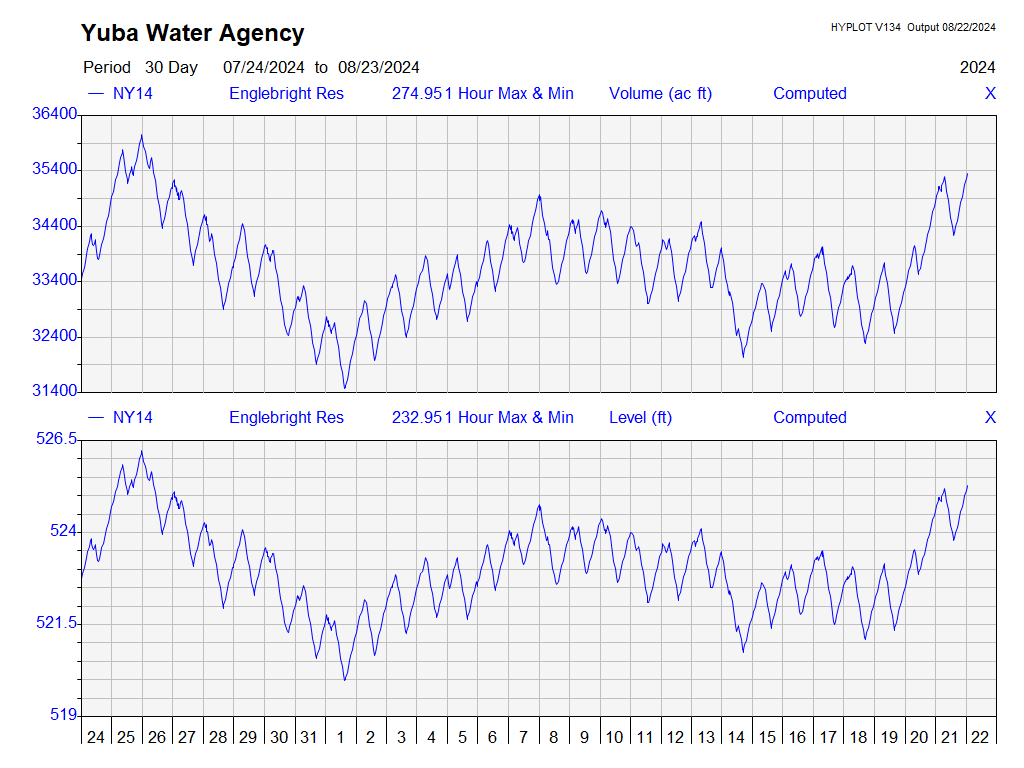 Yuba Water Agency
HYPLOT V134 Output 08/22/2024
Period 30 Day 07/24/2024 to 08/23/2024
2024
NY14 Englebright Res 274.951 Hour Max & Min Volume (ac ft) Computed X
36400
35400
34400
33400
32400
31400
NY14 Englebright Res 232.951 Hour Max & Min Level (ft) Computed X
526.5
524
521.5
519
24 25 26 27 28 29 30 31 1 2 3 4 5 6 7 8 9 10 11 12 13 14 15 16 17 18 19 20 21 22